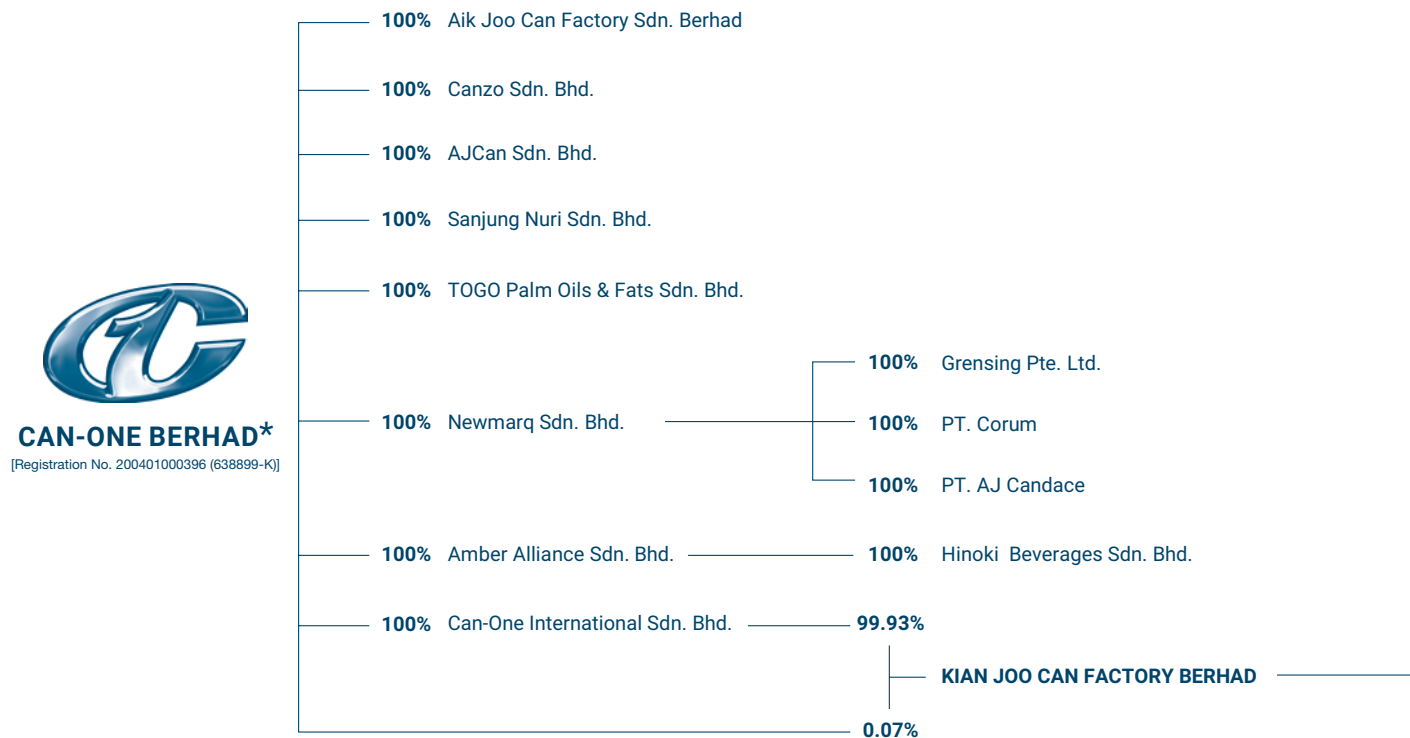 100% Aik Joo Can Factory Sdn. Berhad
100% Canzo Sdn. Bhd.
100% AJCan Sdn. Bhd.
100% Sanjung Nuri Sdn. Bhd.
100% TOGO Palm Oils & Fats Sdn. Bhd.
CAN-ONE BERHAD*
[Registration No. 200401000396 (638899-K)]
100% Newmarq Sdn. Bhd.
100% Grensing Pte. Ltd.
100% PT. Corum
100% PT. AJ Candace
100% Amber Alliance Sdn. Bhd.
100% Hinoki Beverages Sdn. Bhd.
100% Can-One International Sdn. Bhd.
99.93%
KIAN JOO CAN FACTORY BERHAD
0.07%